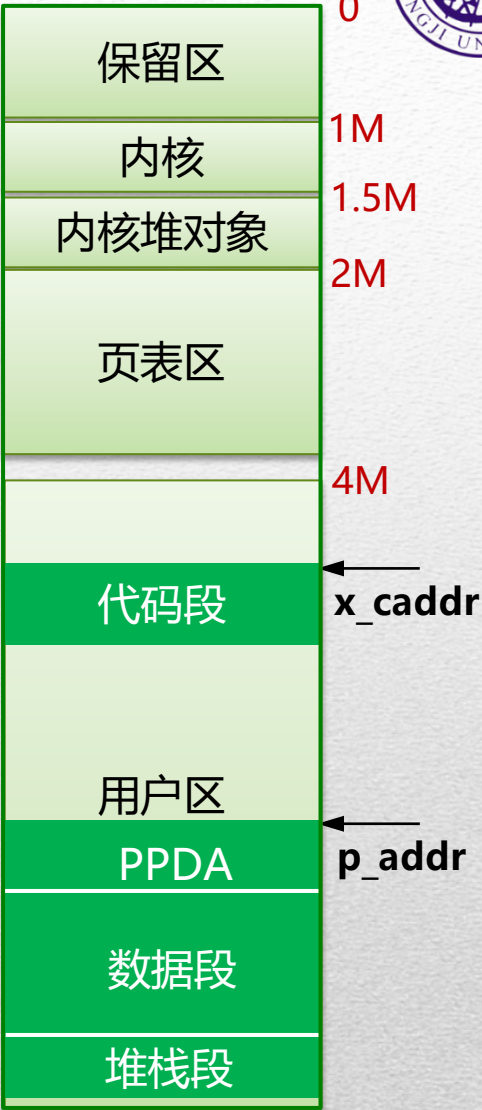 0
保留区
1M
内核
1.5M
内核堆对象
2M
页表区
4M
代码段
x_caddr
用户区
PPDA
p_addr
数据段
堆栈段